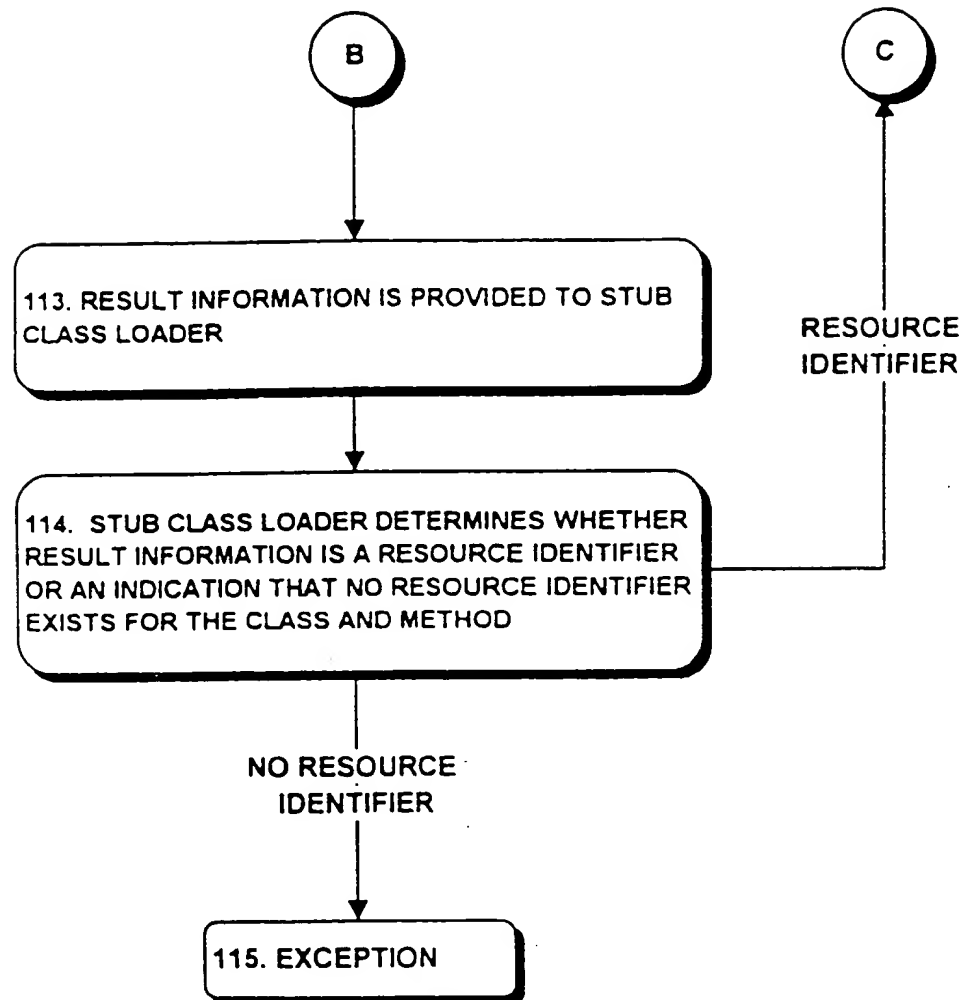 B
C
113. RESULT INFORMATION IS PROVIDED TO STUB
CLASS LOADER
RESOURCE
IDENTIFIER
114. STUB CLASS LOADER DETERMINES WHETHER
RESULT INFORMATION IS A RESOURCE IDENTIFIER
OR AN INDICATION THAT NO RESOURCE IDENTIFIER
EXISTS FOR THE CLASS AND METHOD
NO RESOURCE
IDENTIFIER
115. EXCEPTION